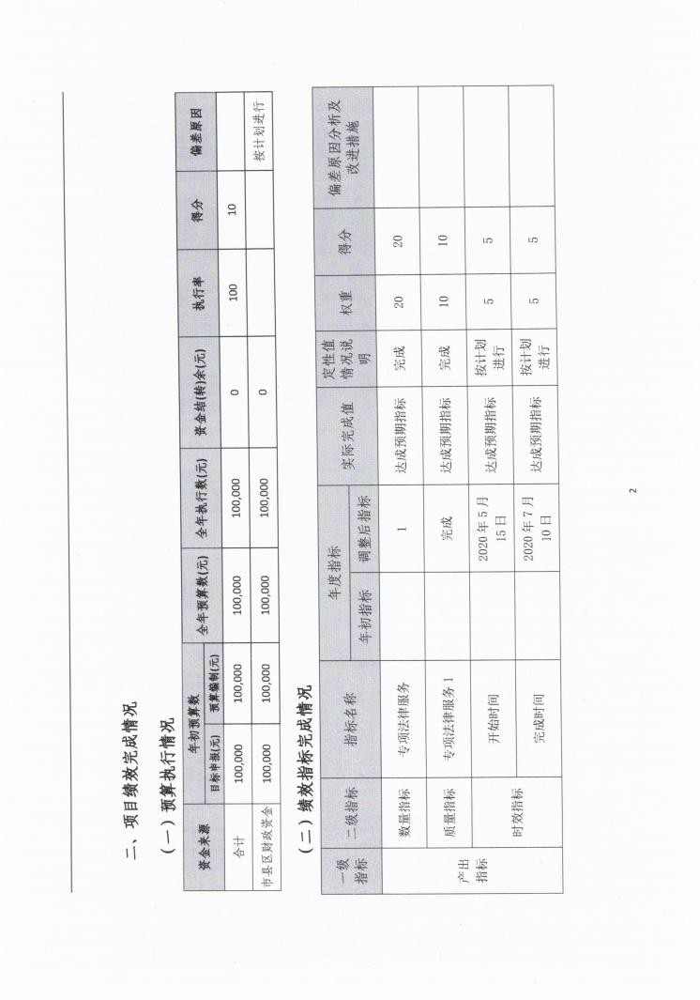 二、项目绩效完成情况
（一）预算执行情况
资金来源 年初预算数 全年预算数(元) 全年执行数(元) 资金结(转)余(元) 执行率 得分 偏差原因
目标申报(元) 预算编制(元)
合计 100,000 100,000 100,000 100,000 0 100 10
市县区财政资金 100,000 100,000 100,000 100,000 0 按计划进行
（二）绩效指标完成情况
一级
指标 二级指标 指标名称 年度指标 实际完成值 定性值
情况说
明 权重 得分 偏差原因分析及
改进措施
年初指标 调整后指标
产出
指标 数量指标 专项法律服务 1 达成预期指标 完成 20 20
质量指标 专项法律服务 1 完成 达成预期指标 完成 10 10
时效指标 开始时间 2020 年 5 月
15 日 达成预期指标 按计划
进行 5 5
完成时间 2020 年 7 月
10 日 达成预期指标 按计划
进行 5 5
2